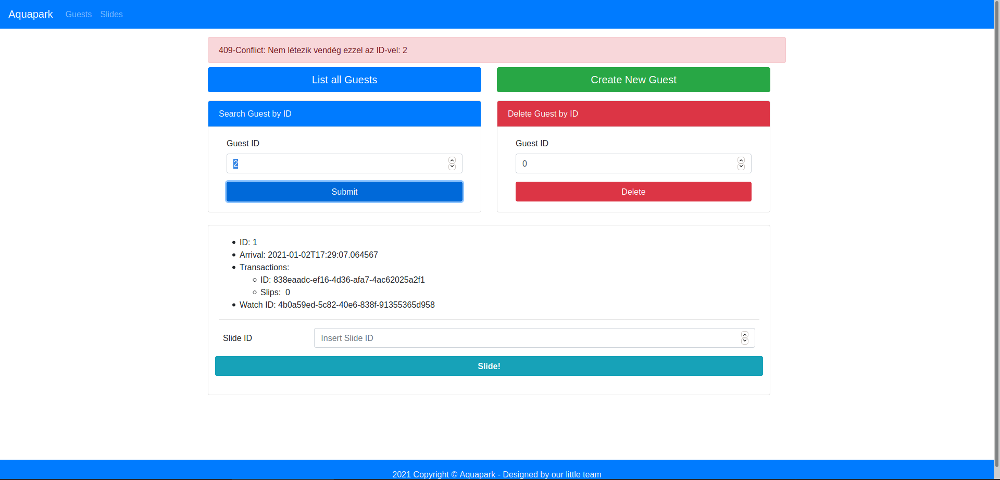 Aquapark Guests Slides
409-Conflict: Nem létezik vendég ezzel az ID-vel: 2
List all Guests Create New Guest
Search Guest by ID Delete Guest by ID
Guest ID Guest ID
2 0
Submit Delete
ID: 1
Arrival: 2021-01-02T17:29:07.064567
Transactions:
ID: 838eaadc-ef16-4d36-afa7-4ac62025a2f1
Slips: 0
Watch ID: 4b0a59ed-5c82-40e6-838f-91355365d958
Slide ID Insert Slide ID
Slide!
2021 Copyright © Aquapark - Designed by our little team